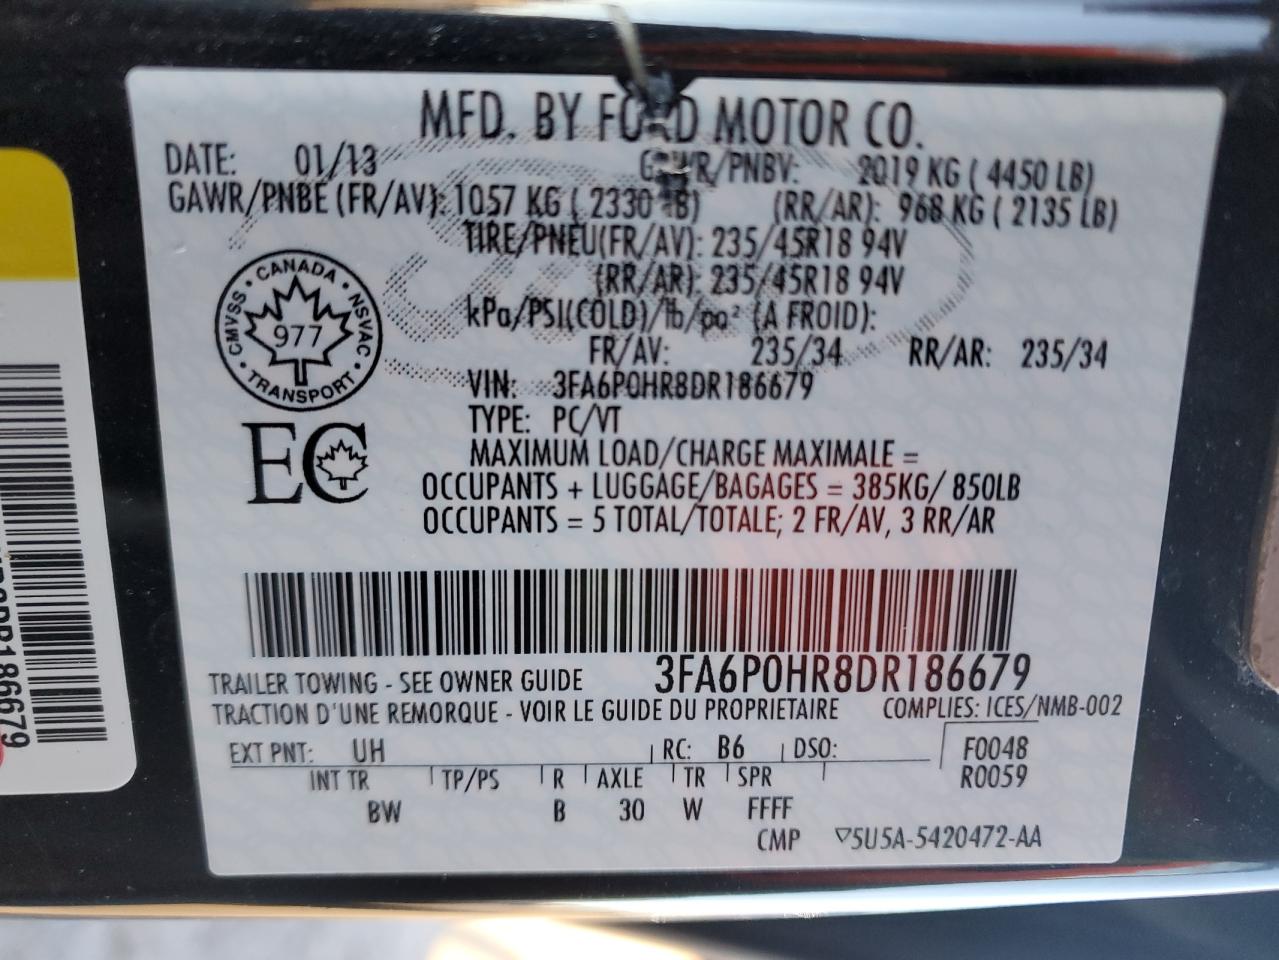 MFD. BY FORD MOTOR CO.
DATE: 01/13 GAWR/PNBV: 2019 KG ( 4450 LB)
GAWR/PNBE (FR/AV): 1057 KG ( 2330 LB) (RR/AR): 968 KG ( 2135 LB)
TIRE/PNEU(FR/AV): 235/45R18 94V
(RR/AR): 235/45R18 94V
kPa/PSI(COLD)/lb/po² (A FROID):
FR/AV: 235/34 RR/AR: 235/34
VIN: 3FA6P0HR8DR186679
TYPE: PC/VT
MAXIMUM LOAD/CHARGE MAXIMALE =
OCCUPANTS + LUGGAGE/BAGAGES = 385KG/ 850LB
OCCUPANTS = 5 TOTAL/TOTALE; 2 FR/AV, 3 RR/AR
CANADA
CMVSS · NSVAC
977
TRANSPORT
EC
3FA6P0HR8DR186679
TRAILER TOWING - SEE OWNER GUIDE
TRACTION D'UNE REMORQUE - VOIR LE GUIDE DU PROPRIETAIRE COMPLIES: ICES/NMB-002
EXT PNT: UH RC: B6 DSO: F0048
INT TR TP/PS R AXLE TR SPR R0059
BW B 30 W FFFF
CMP ▽5U5A-5420472-AA
DR186679